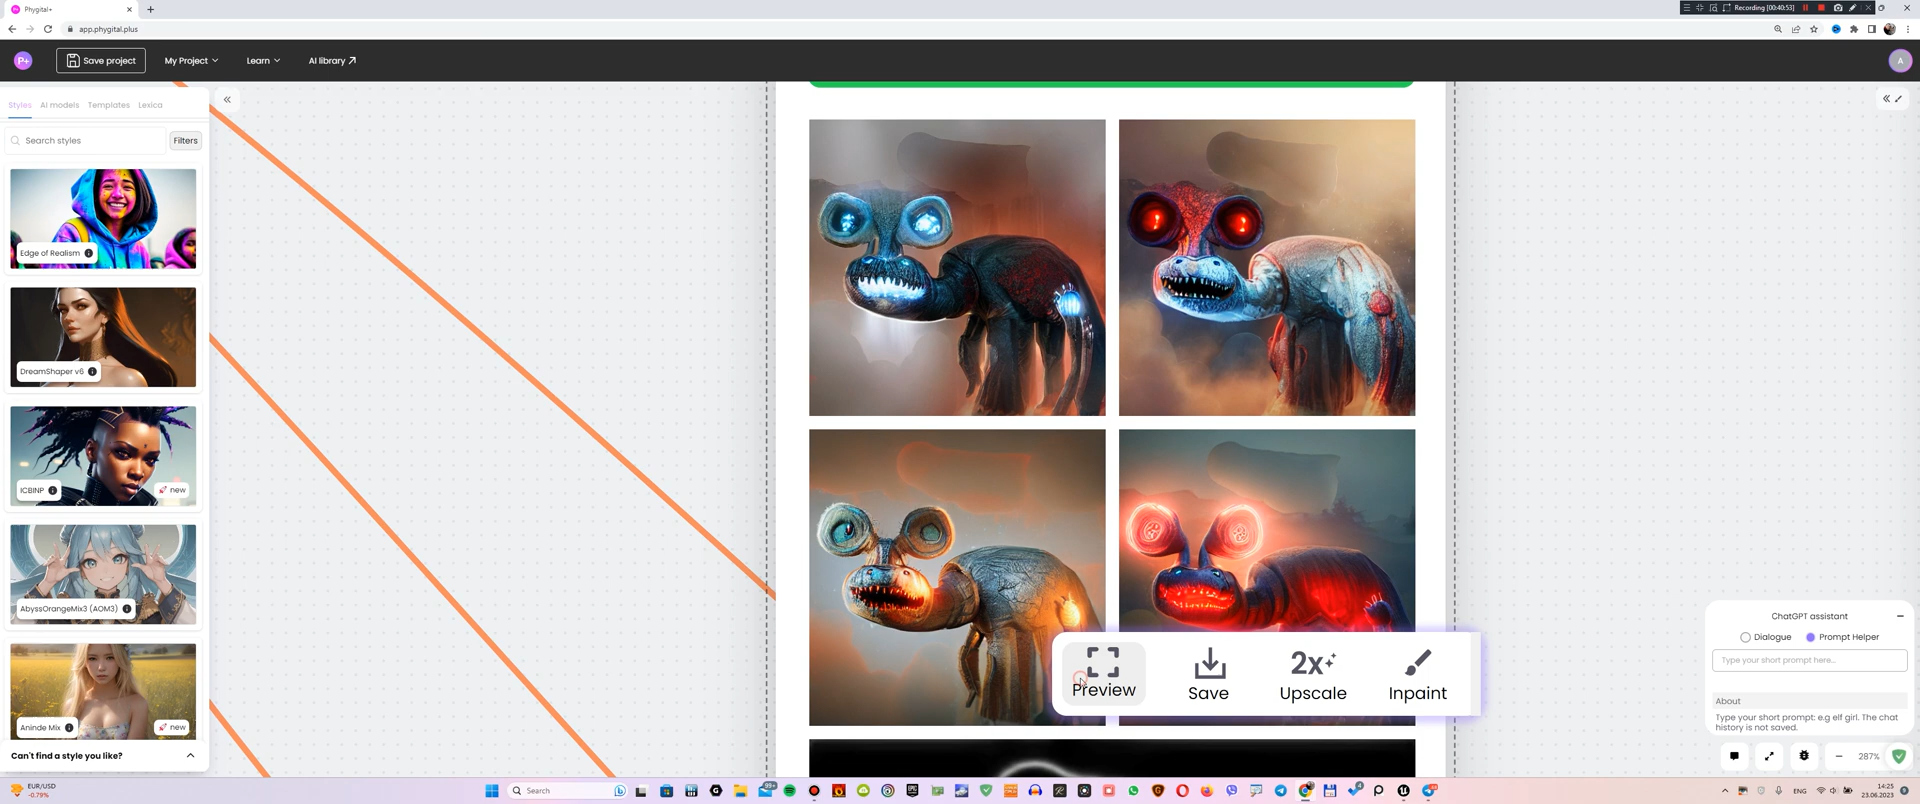 Phygital+
Recording [00:40:53]
app.phygital.plus
P+
Save project
My Project
Learn
AI library
A
Styles
AI models
Templates
Lexica
Search styles
Filters
Edge of Realism
DreamShaper v6
ICBINP
new
AbyssOrangeMix3 (AOM3)
Aninde Mix
new
Can't find a style you like?
Preview
Save
2x
Upscale
Inpaint
ChatGPT assistant
Dialogue
Prompt Helper
Type your short prompt here...
About
Type your short prompt: e.g elf girl. The chat
history is not saved.
287%
EUR/USD
-0.79%
Search
99+
ENG
14:25
23.06.2023